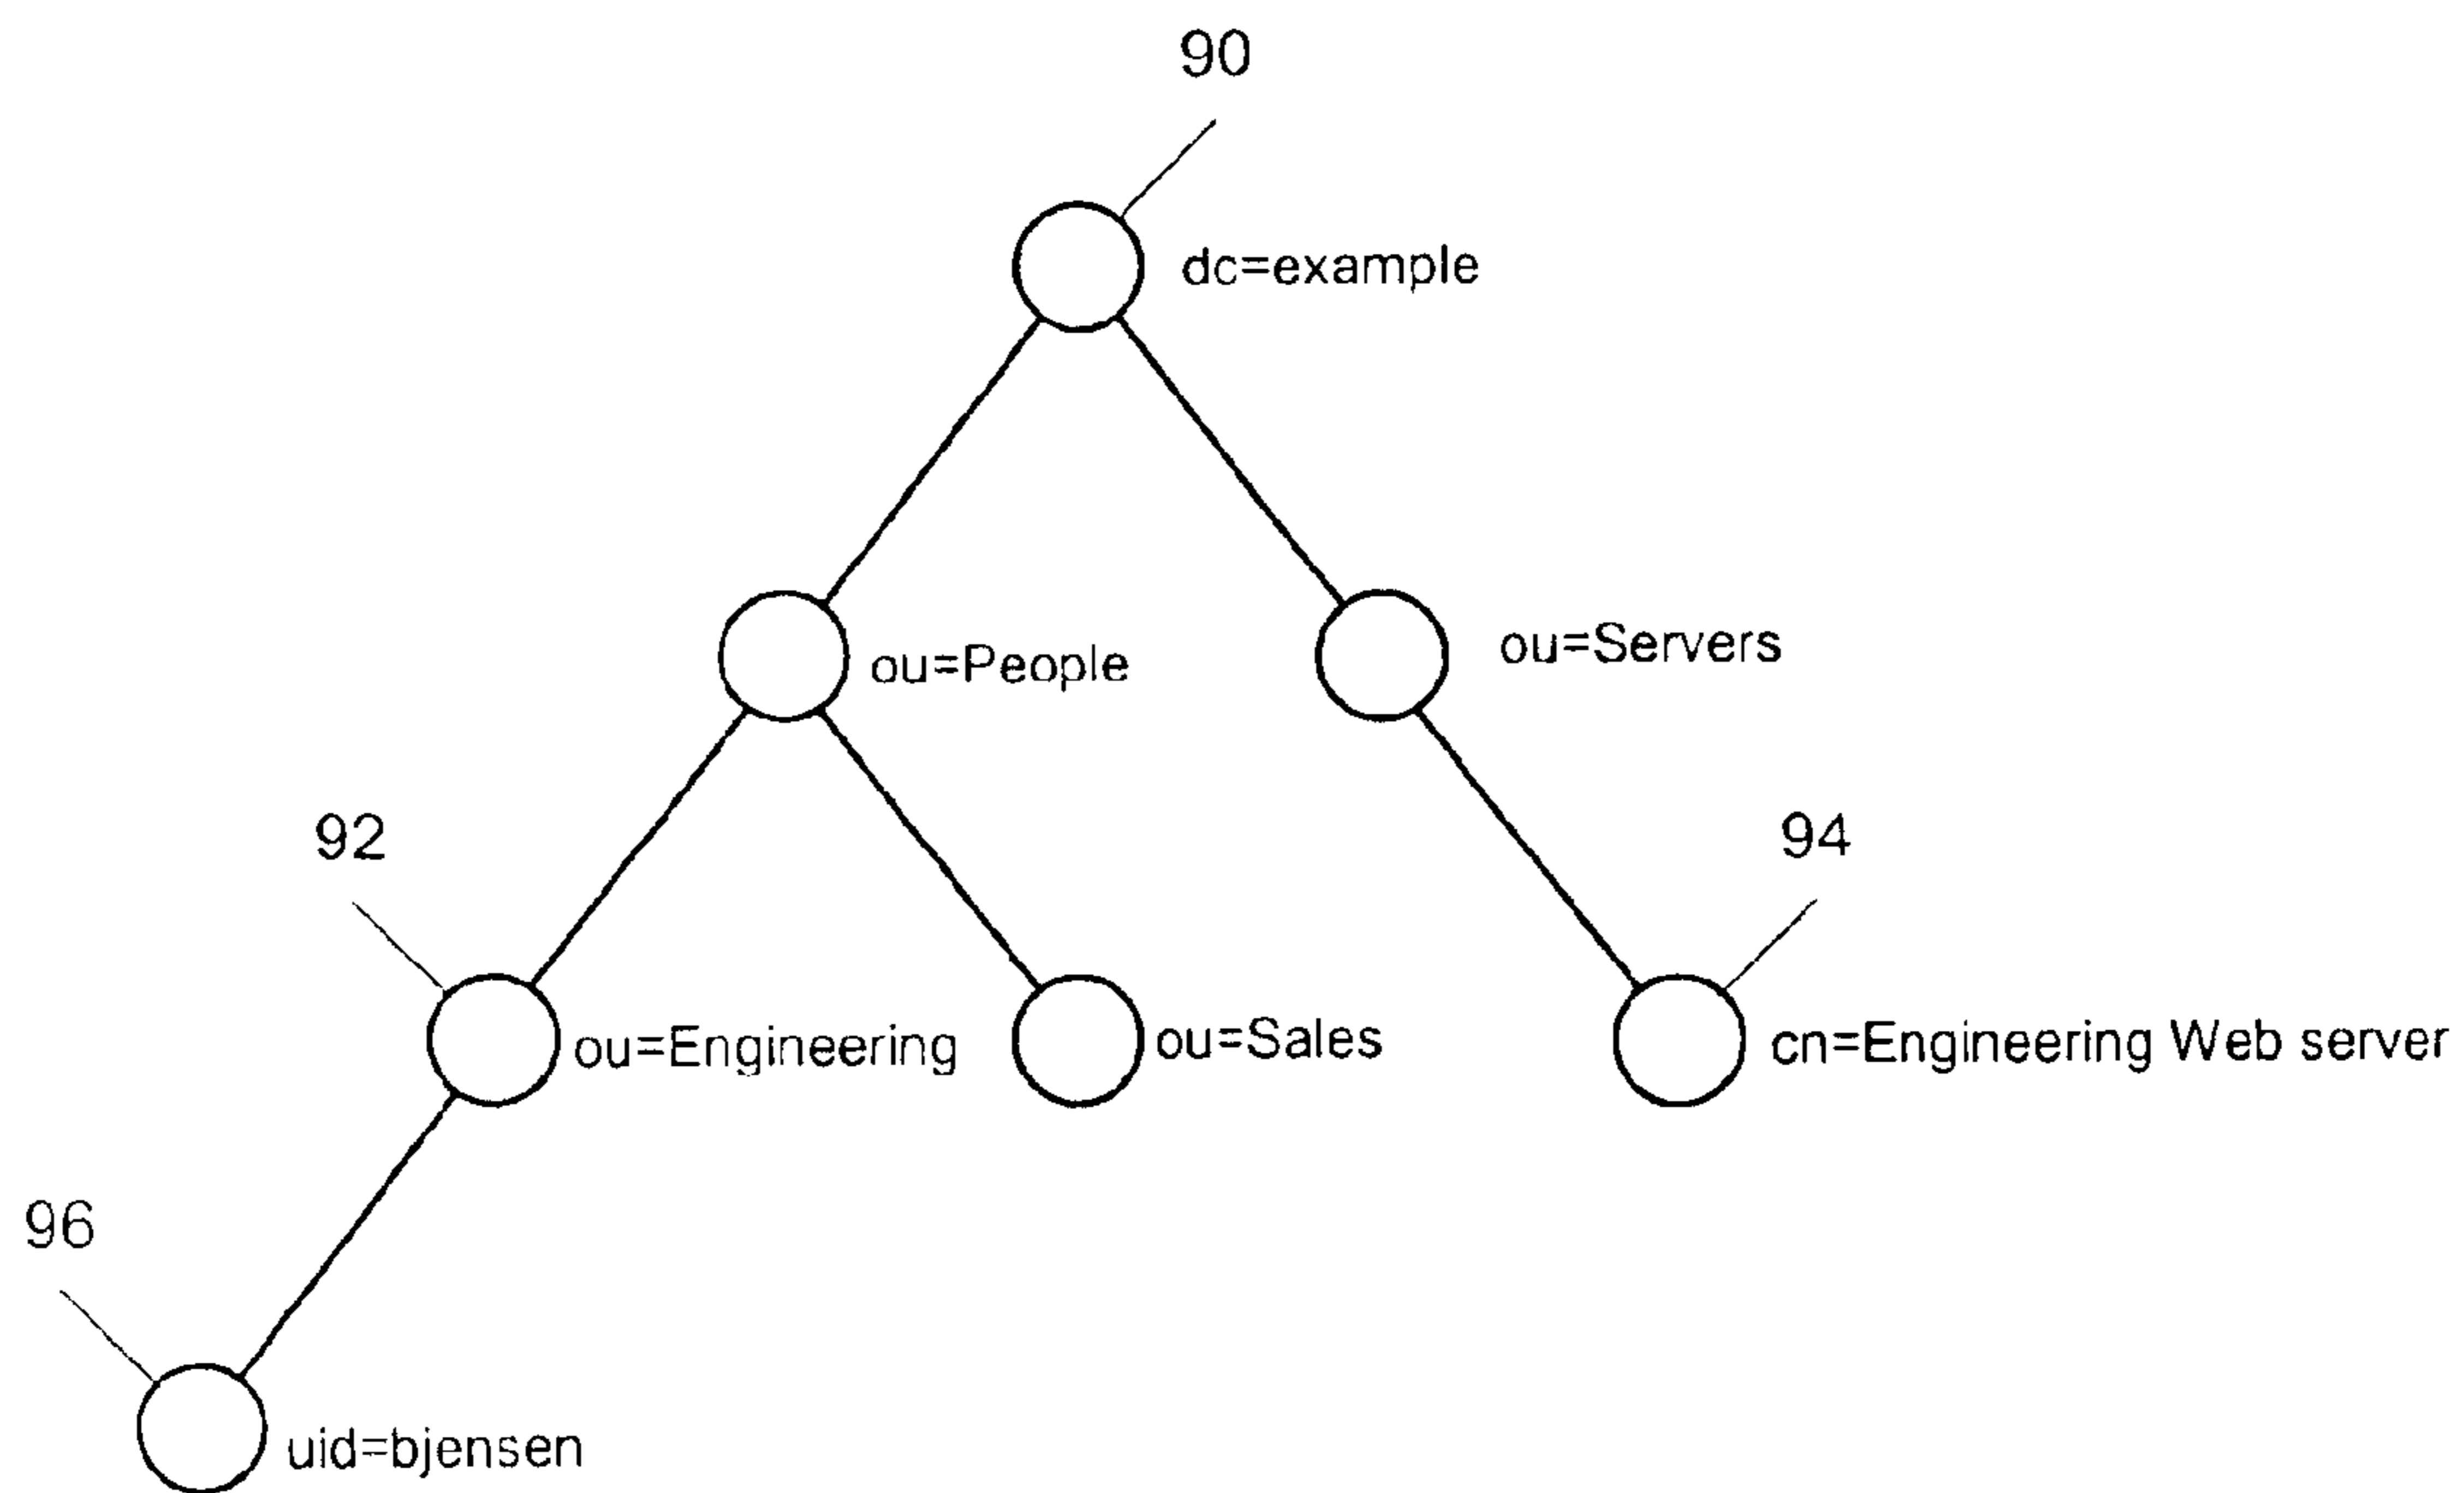 90
dc=example
ou=People
ou=Servers
92
94
ou=Engineering
ou=Sales
cn=Engineering Web server
96
uid=bjensen